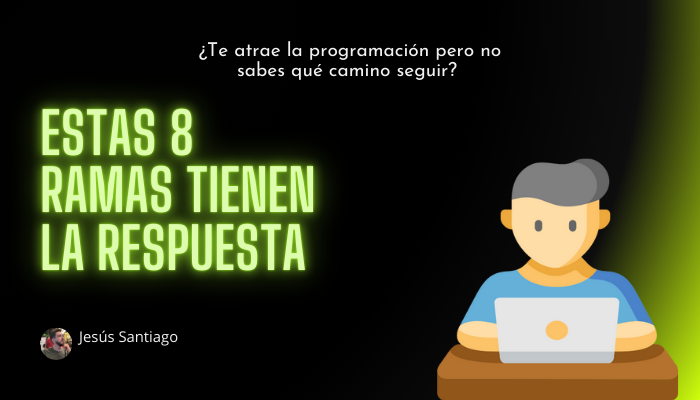 ¿Te atrae la programación pero no
sabes qué camino seguir?
ESTAS 8
RAMAS TIENEN
LA RESPUESTA
Jesús Santiago